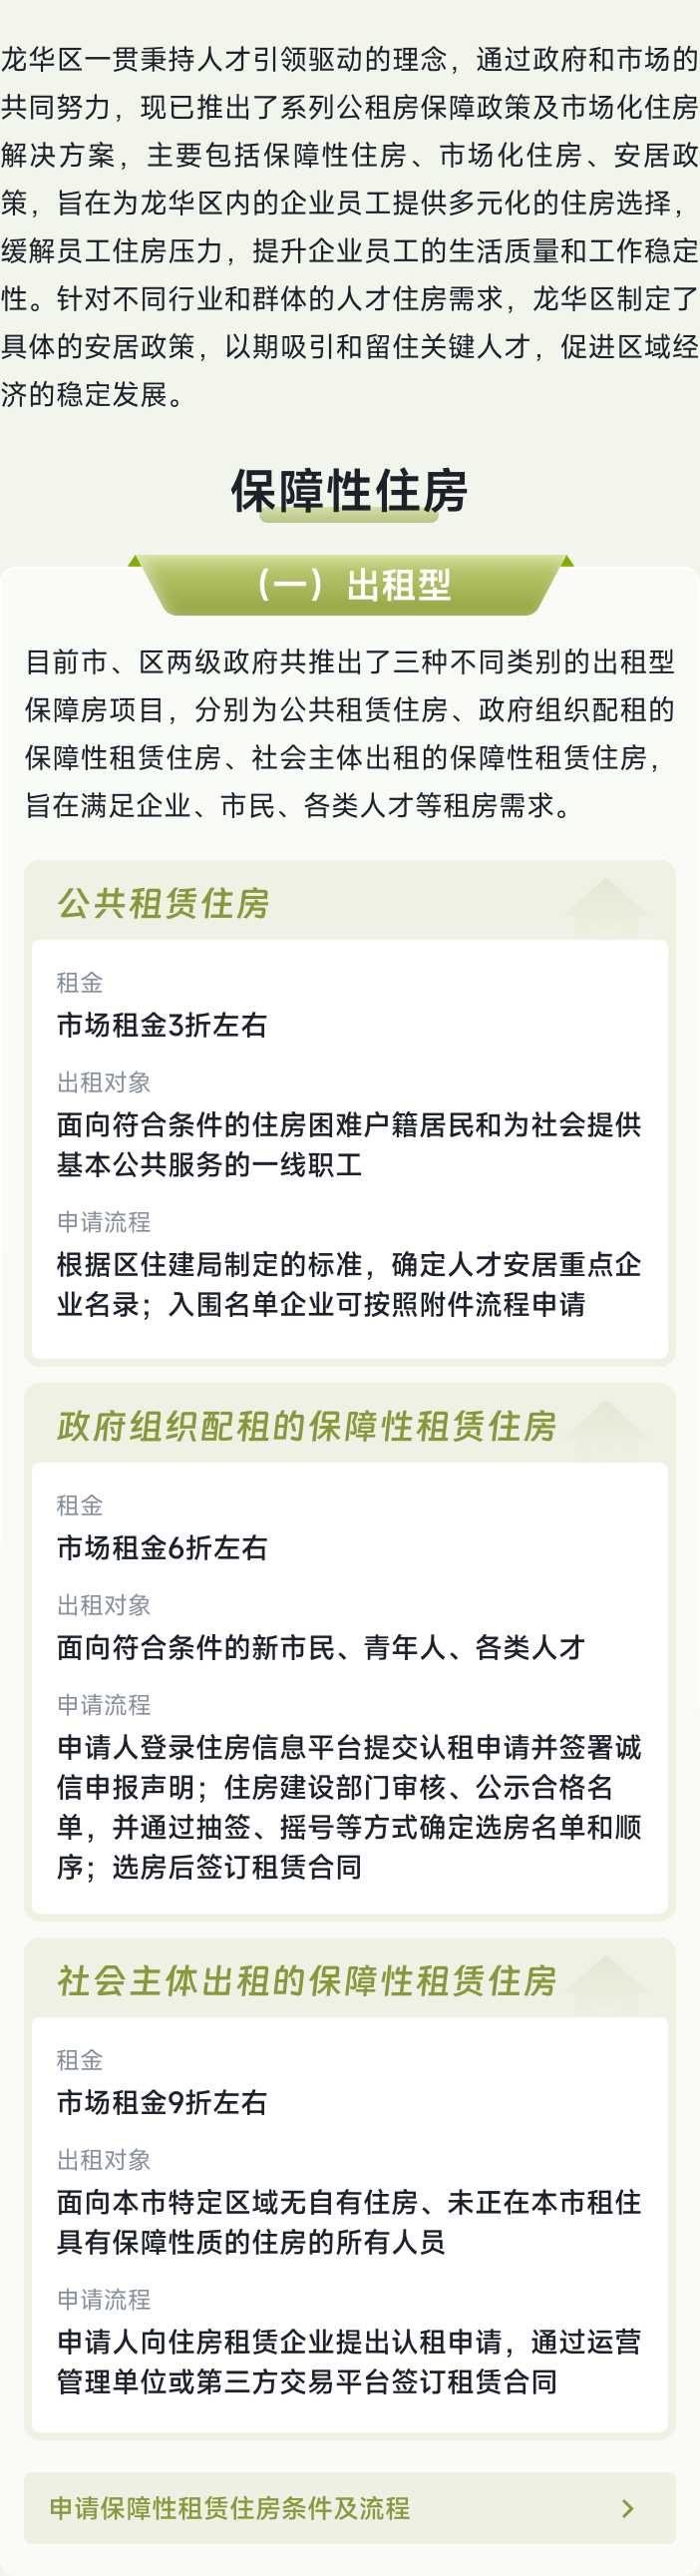 龙华区一贯秉持人才引领驱动的理念，通过政府和市场的
共同努力，现已推出了系列公租房保障政策及市场化住房
解决方案，主要包括保障性住房、市场化住房、安居政
策，旨在为龙华区内的企业员工提供多元化的住房选择，
缓解员工住房压力，提升企业员工的生活质量和工作稳定
性。针对不同行业和群体的人才住房需求，龙华区制定了
具体的安居政策，以期吸引和留住关键人才，促进区域经
济的稳定发展。
保障性住房
（一）出租型
目前市、区两级政府共推出了三种不同类别的出租型
保障房项目，分别为公共租赁住房、政府组织配租的
保障性租赁住房、社会主体出租的保障性租赁住房，
旨在满足企业、市民、各类人才等租房需求。
公共租赁住房
租金
市场租金3折左右
出租对象
面向符合条件的住房困难户籍居民和为社会提供
基本公共服务的一线职工
申请流程
根据区住建局制定的标准，确定人才安居重点企
业名录；入围名单企业可按照附件流程申请
政府组织配租的保障性租赁住房
租金
市场租金6折左右
出租对象
面向符合条件的新市民、青年人、各类人才
申请流程
申请人登录住房信息平台提交认租申请并签署诚
信申报声明；住房建设部门审核、公示合格名
单，并通过抽签、摇号等方式确定选房名单和顺
序；选房后签订租赁合同
社会主体出租的保障性租赁住房
租金
市场租金9折左右
出租对象
面向本市特定区域无自有住房、未正在本市租住
具有保障性质的住房的所有人员
申请流程
申请人向住房租赁企业提出认租申请，通过运营
管理单位或第三方交易平台签订租赁合同
申请保障性租赁住房条件及流程